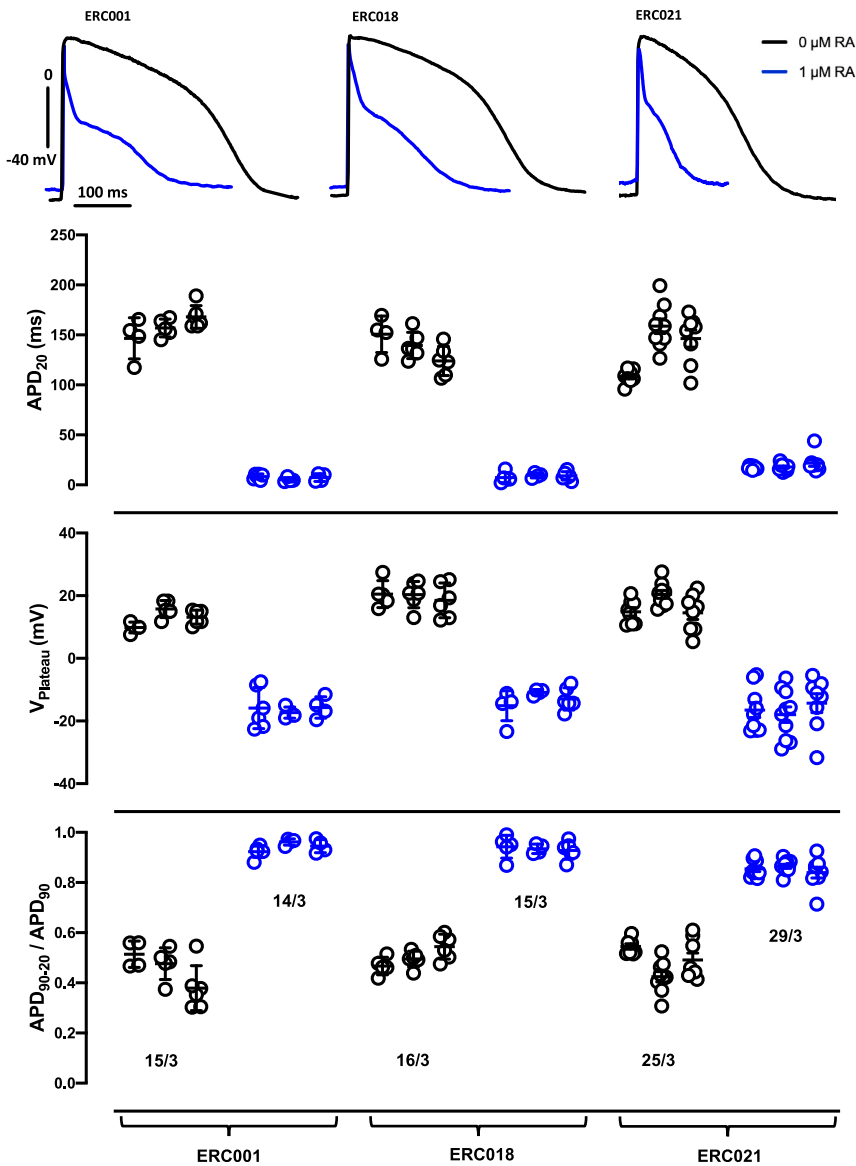 ERC001
ERC018
ERC021
0 µM RA
1 µM RA
0
-40 mV
100 ms
250
200
150
100
50
0
APD20 (ms)
40
20
0
-20
-40
VPlateau (mV)
1.0
0.8
0.6
0.4
0.2
0.0
APD90-20 / APD90
14/3
15/3
29/3
15/3
16/3
25/3
ERC001
ERC018
ERC021